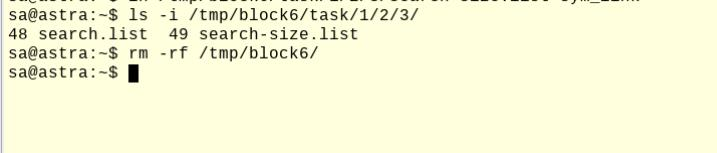 sa@astra:~$ ls -i /tmp/block6/task/1/2/3/
48 search.list  49 search-size.list
sa@astra:~$ rm -rf /tmp/block6/
sa@astra:~$